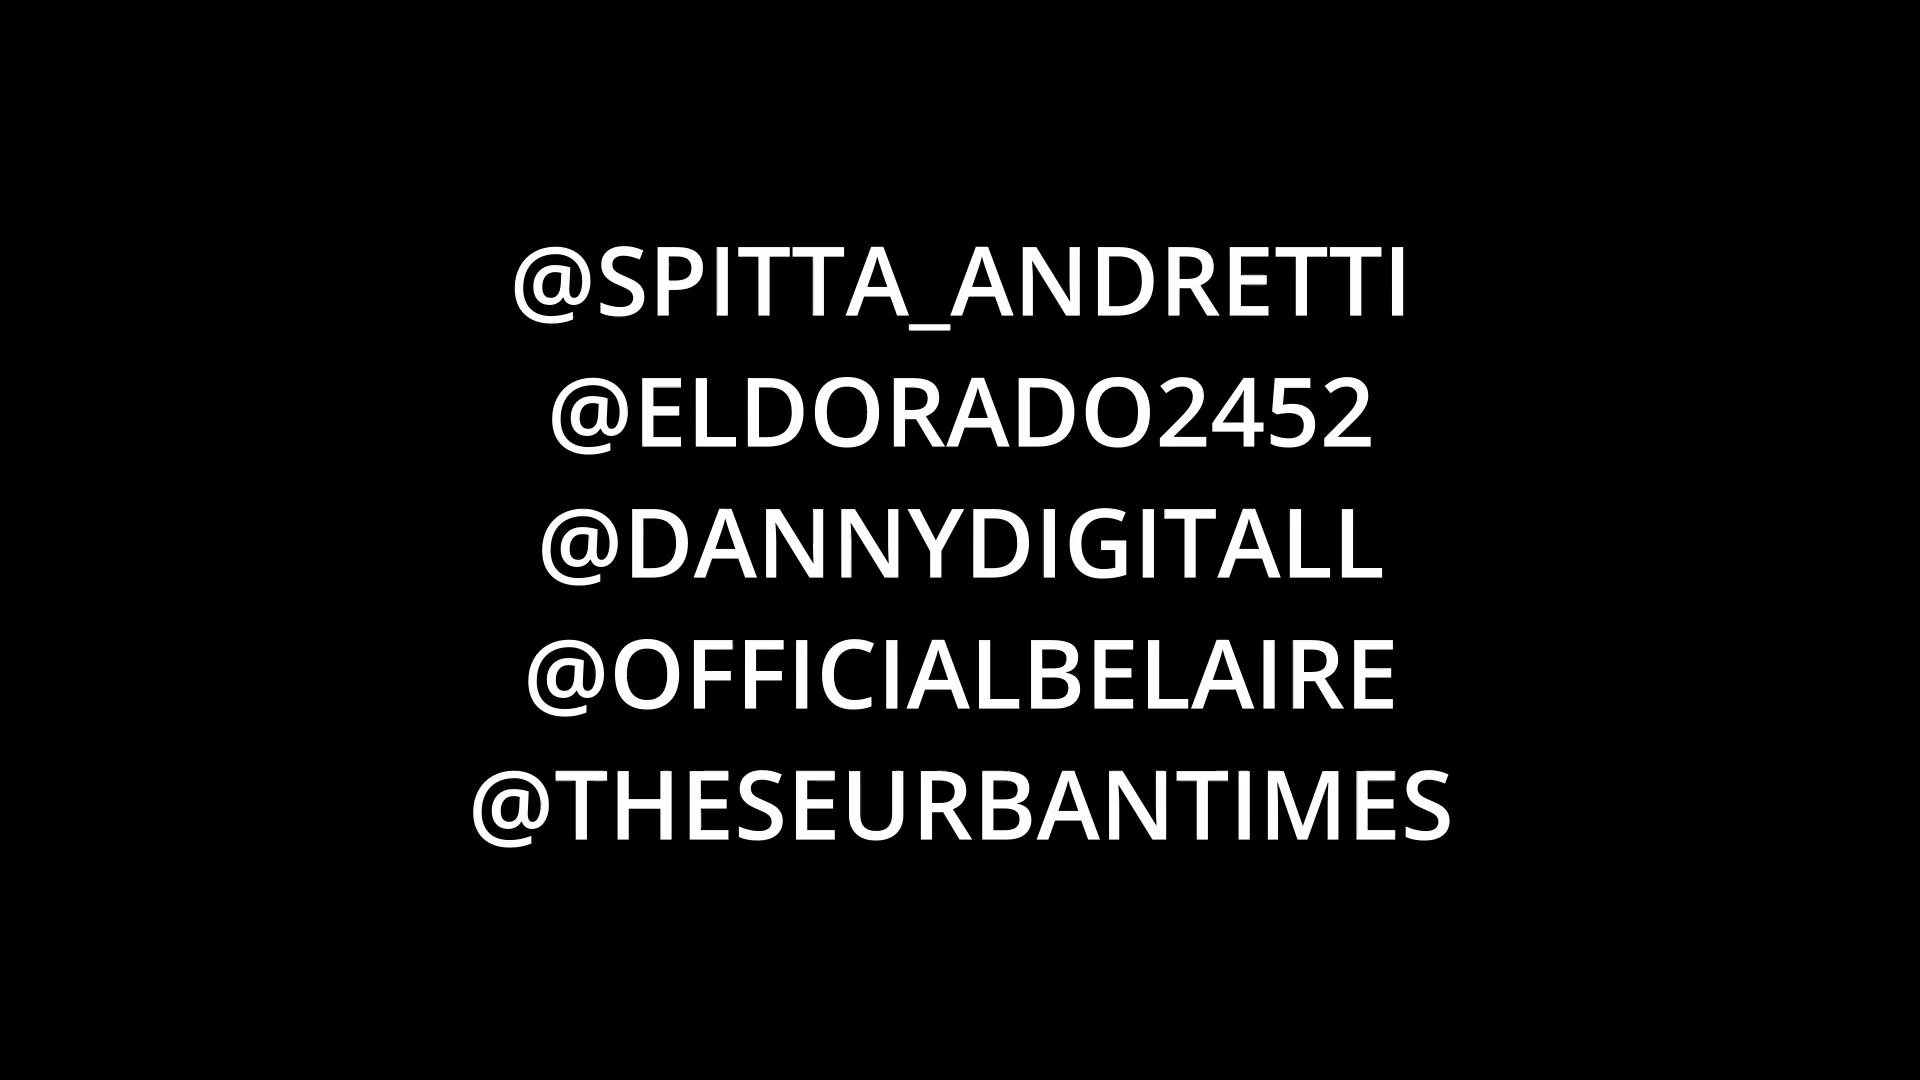 @SPITTA_ANDRETTI
@ELDORADO2452
@DANNYDIGITALL
@OFFICIALBELAIRE
@THESEURBANTIMES